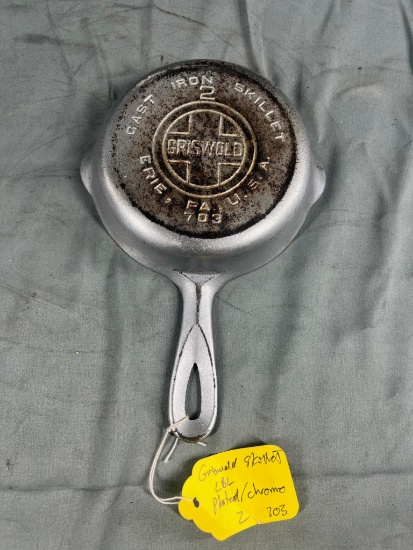 CAST IRON SKILLET
2
GRISWOLD
ERIE, PA., U.S.A.
703
Griswold Skillet
LBL
plated/chrome
2 703